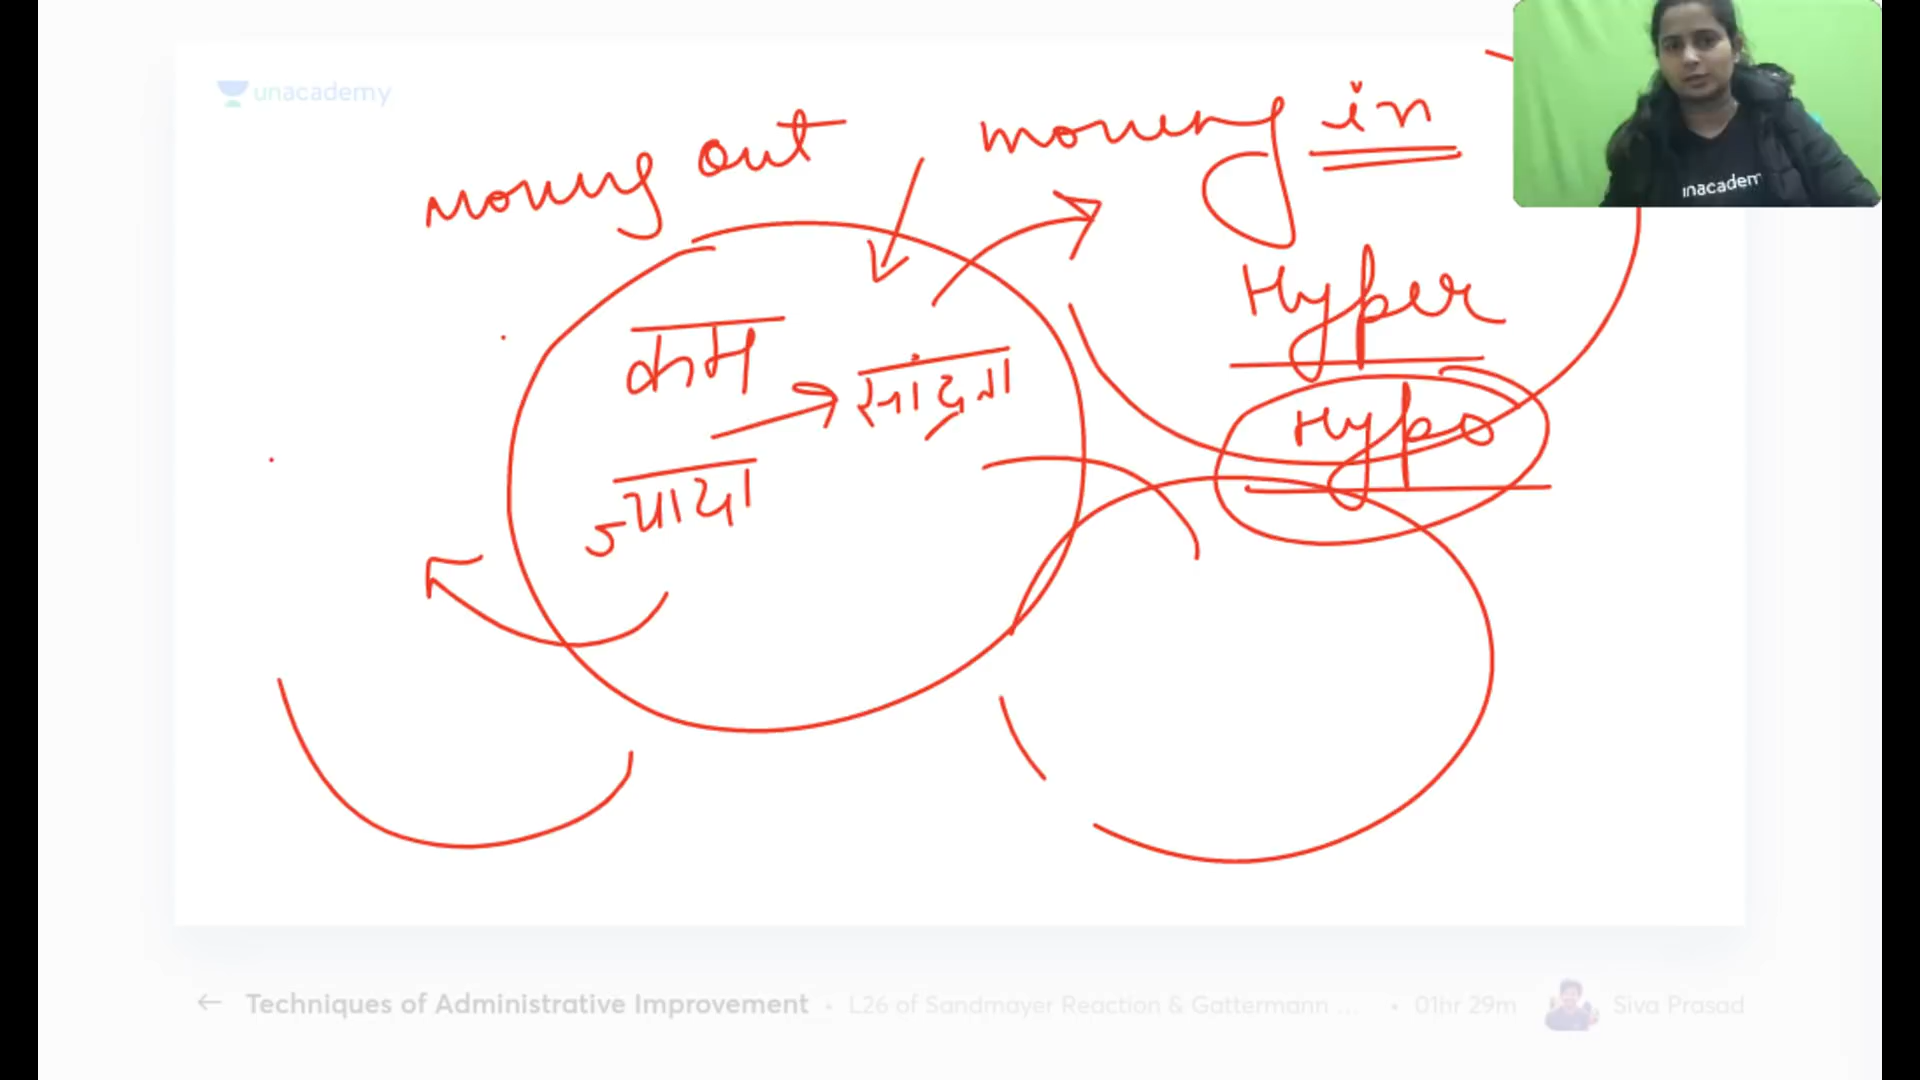 unacademy
moving out
moving in
Hyper
कम
सांद्रता
Hypo
ज्यादा
unacademy
← Techniques of Administrative Improvement • L26 of Sandmayer Reaction & Gattermann ... • 01hr 29m Siva Prasad